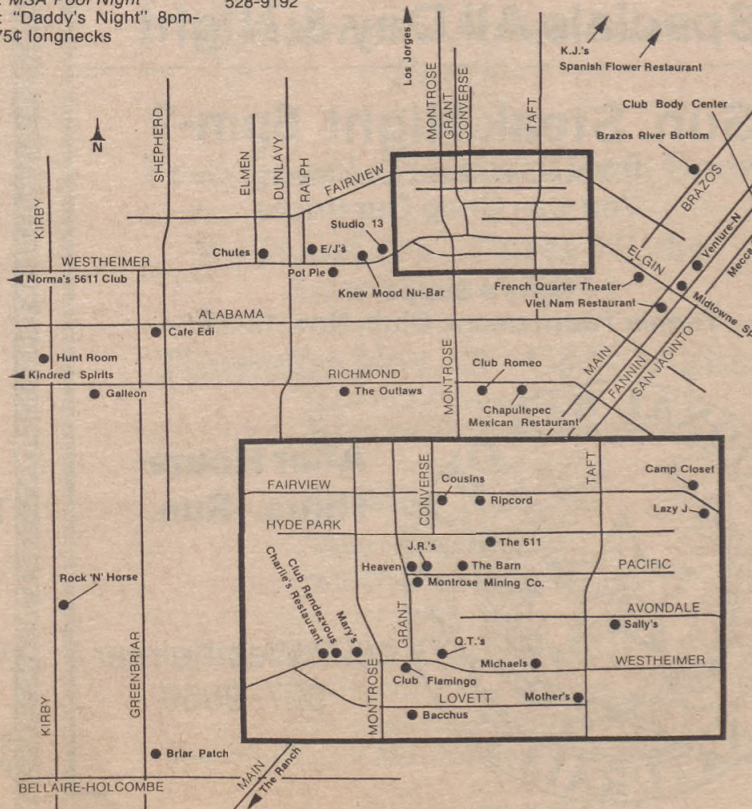 MSA Pool Night
"Daddy's Night" 8pm-
75¢ longnecks
528-9192
Los Jorges
K.J.'s
Spanish Flower Restaurant
MONTROSE
GRANT
CONVERSE
TAFT
Club Body Center
Brazos River Bottom
BRAZOS
N
KIRBY
SHEPHERD
ELMEN
DUNLAVY
RALPH
FAIRVIEW
Studio 13
E/J's
Chutes
Pot Pie
Knew Mood Nu-Bar
WESTHEIMER
Norma's 5611 Club
ELGIN
Venture-N
Mecca
French Quarter Theater
Viet Nam Restaurant
Midtowne Sp
ALABAMA
Cafe Edi
MAIN
FANNIN
SAN JACINTO
Hunt Room
Kindred Spirits
RICHMOND
MONTROSE
Galleon
The Outlaws
Club Romeo
Chapultepec
Mexican Restaurant
CONVERSE
TAFT
Cousins
Camp Closet
FAIRVIEW
Ripcord
Lazy J
HYDE PARK
The 611
J.R.'s
Heaven
The Barn
PACIFIC
Montrose Mining Co.
Rock 'N' Horse
Charlie's Restaurant
Club Rendezvous
Mary's
GRANT
AVONDALE
Sally's
Q.T.'s
Michaels
WESTHEIMER
Club Flamingo
MONTROSE
LOVETT
Mother's
Bacchus
KIRBY
GREENBRIAR
Briar Patch
MAIN
The Ranch
BELLAIRE-HOLCOMBE